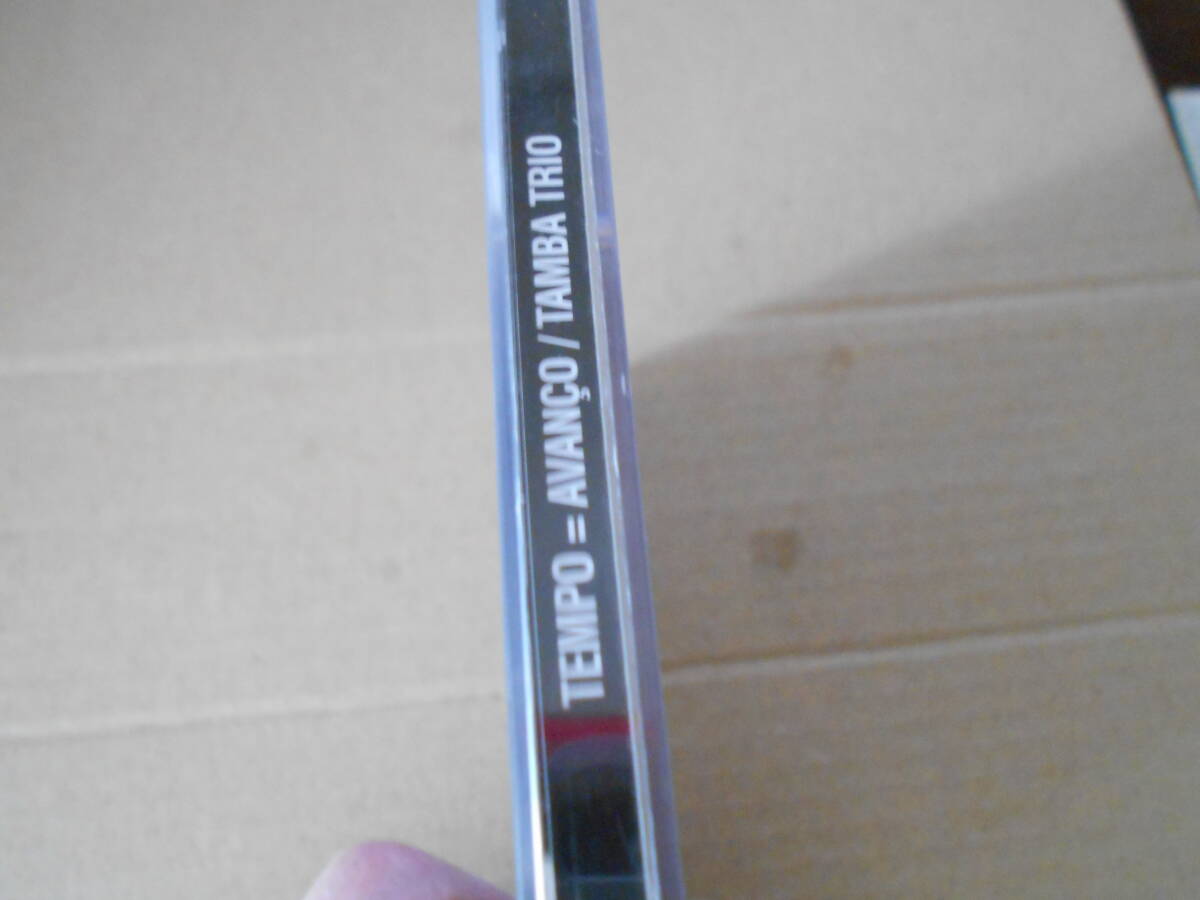 TEMPO = AVANÇO / TAMBA TRIO